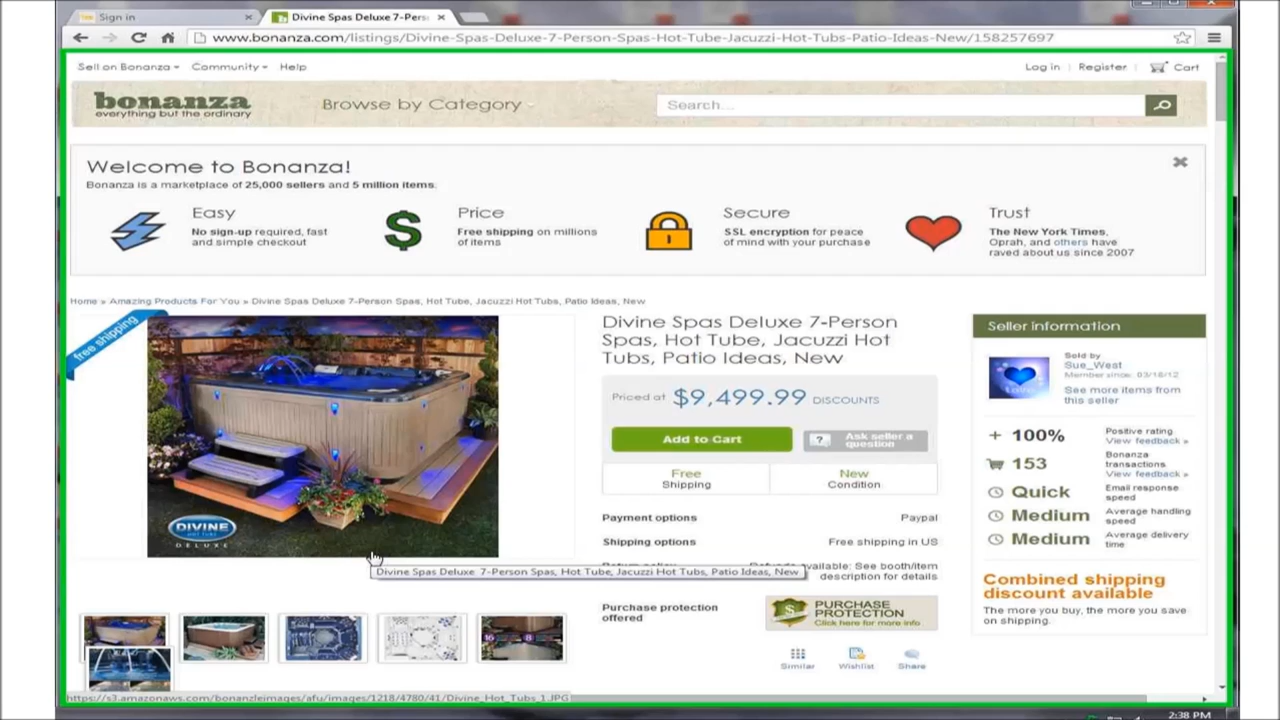 Sign in
Divine Spas Deluxe 7-Pers
www.bonanza.com/listings/Divine-Spas-Deluxe-7-Person-Spas-Hot-Tube-Jacuzzi-Hot-Tubs-Patio-Ideas-New/158257697
Sell on Bonanza Community Help
Log in Register Cart
bonanza
everything but the ordinary
Browse by Category
Search...
Welcome to Bonanza!
Bonanza is a marketplace of 25,000 sellers and 5 million items.
Easy
No sign-up required, fast
and simple checkout
Price
Free shipping on millions
of items
Secure
SSL encryption for peace
of mind with your purchase
Trust
The New York Times,
Oprah, and others have
raved about us since 2007
Home » Amazing Products For You » Divine Spas Deluxe 7-Person Spas, Hot Tube, Jacuzzi Hot Tubs, Patio Ideas, New
free shipping
DIVINE
HOT TUBS
DELUXE
Divine Spas Deluxe 7-Person Spas, Hot Tube, Jacuzzi Hot Tubs, Patio Ideas, New
16 8
Divine Spas Deluxe 7-Person
Spas, Hot Tube, Jacuzzi Hot
Tubs, Patio Ideas, New
Priced at $9,499.99 DISCOUNTS
Add to Cart
? Ask seller a
question
Free
Shipping
New
Condition
Payment options Paypal
Shipping options Free shipping in US
available: See booth/item
description for details
Purchase protection
offered
PURCHASE
PROTECTION
Click here for more info
Similar Wishlist Share
Seller information
Sold by
Sue_West
Member since: 03/18/12
See more items from
this seller
+ 100% Positive rating
View feedback »
153 Bonanza
transactions
View feedback »
Quick Email response
speed
Medium Average handling
speed
Medium Average delivery
time
Combined shipping
discount available
The more you buy, the more you save
on shipping.
https://s3.amazonaws.com/bonanzleimages/afu/images/1218/4780/41/Divine_Hot_Tubs_1.JPG
2:38 PM